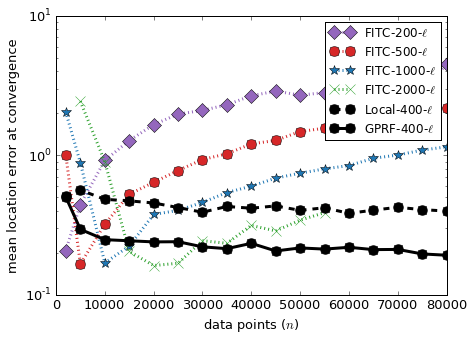 10¹
10⁰
10⁻¹
mean location error at convergence
FITC-200-ℓ
FITC-500-ℓ
FITC-1000-ℓ
FITC-2000-ℓ
Local-400-ℓ
GPRF-400-ℓ
0 10000 20000 30000 40000 50000 60000 70000 80000
data points (n)